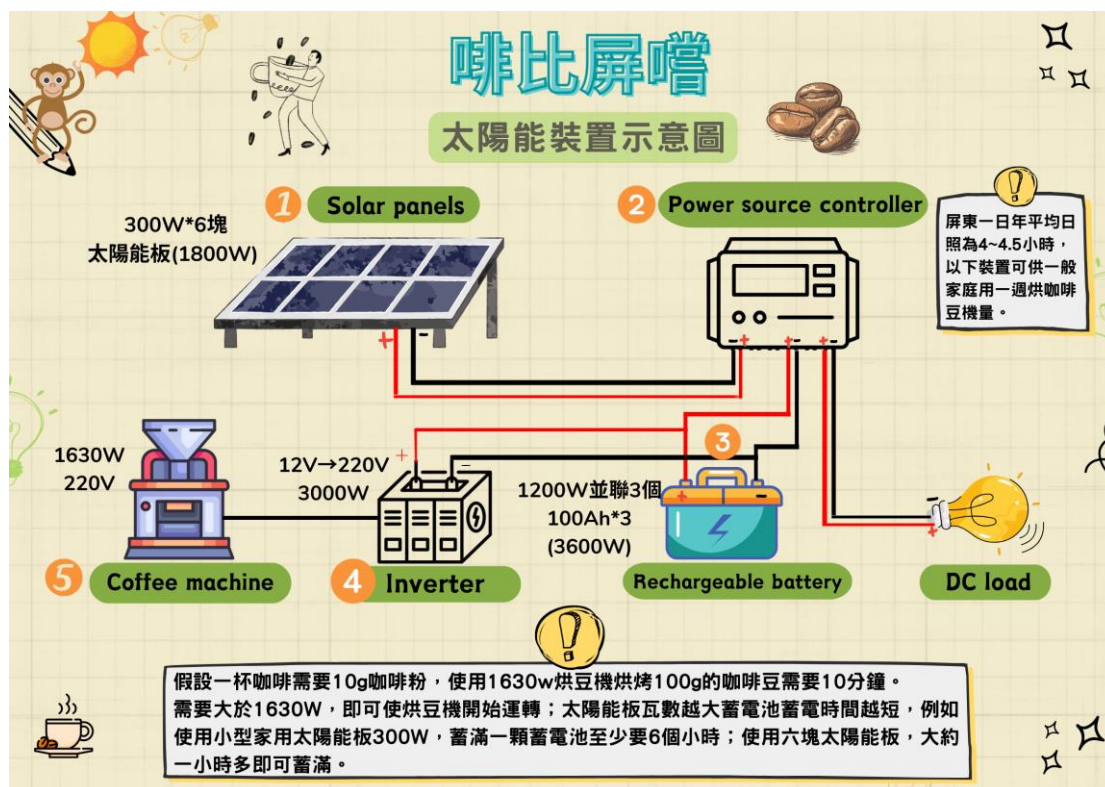 啡比屏嚐
太陽能裝置示意圖
1 Solar panels
300W*6塊
太陽能板(1800W)
2 Power source controller
屏東一日年平均日
照為4~4.5小時，
以下裝置可供一般
家庭用一週烘咖啡
豆機量。
+ -
- + + - + -
3
1200W並聯3個
100Ah*3
(3600W)
+ -
Rechargeable battery
12V→220V
3000W
+ -
4 Inverter
1630W
220V
5 Coffee machine
- +
DC load
假設一杯咖啡需要10g咖啡粉，使用1630w烘豆機烘烤100g的咖啡豆需要10分鐘。
需要大於1630W，即可使烘豆機開始運轉；太陽能板瓦數越大蓄電池蓄電時間越短，例如
使用小型家用太陽能板300W，蓄滿一顆蓄電池至少要6個小時；使用六塊太陽能板，大約
一小時多即可蓄滿。